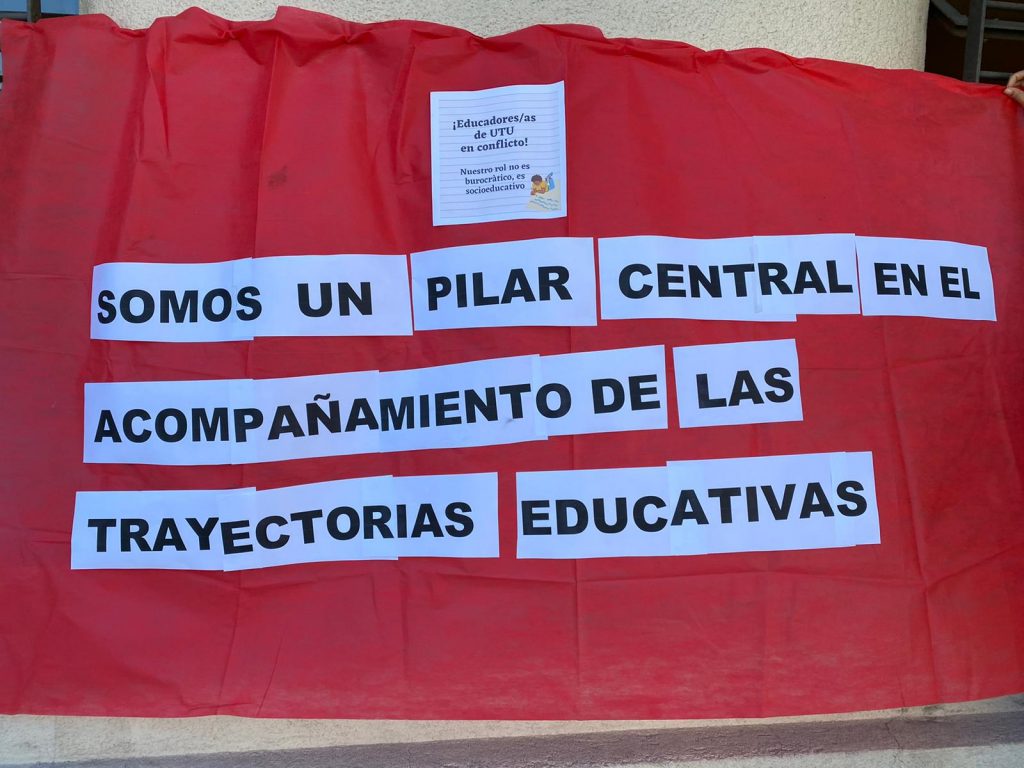 ¡Educadores/as
de UTU
en conflicto!
Nuestro rol no es
burocràtico, es
socioeducativo
SOMOS UN PILAR CENTRAL EN EL
ACOMPAÑAMIENTO DE LAS
TRAYECTORIAS EDUCATIVAS